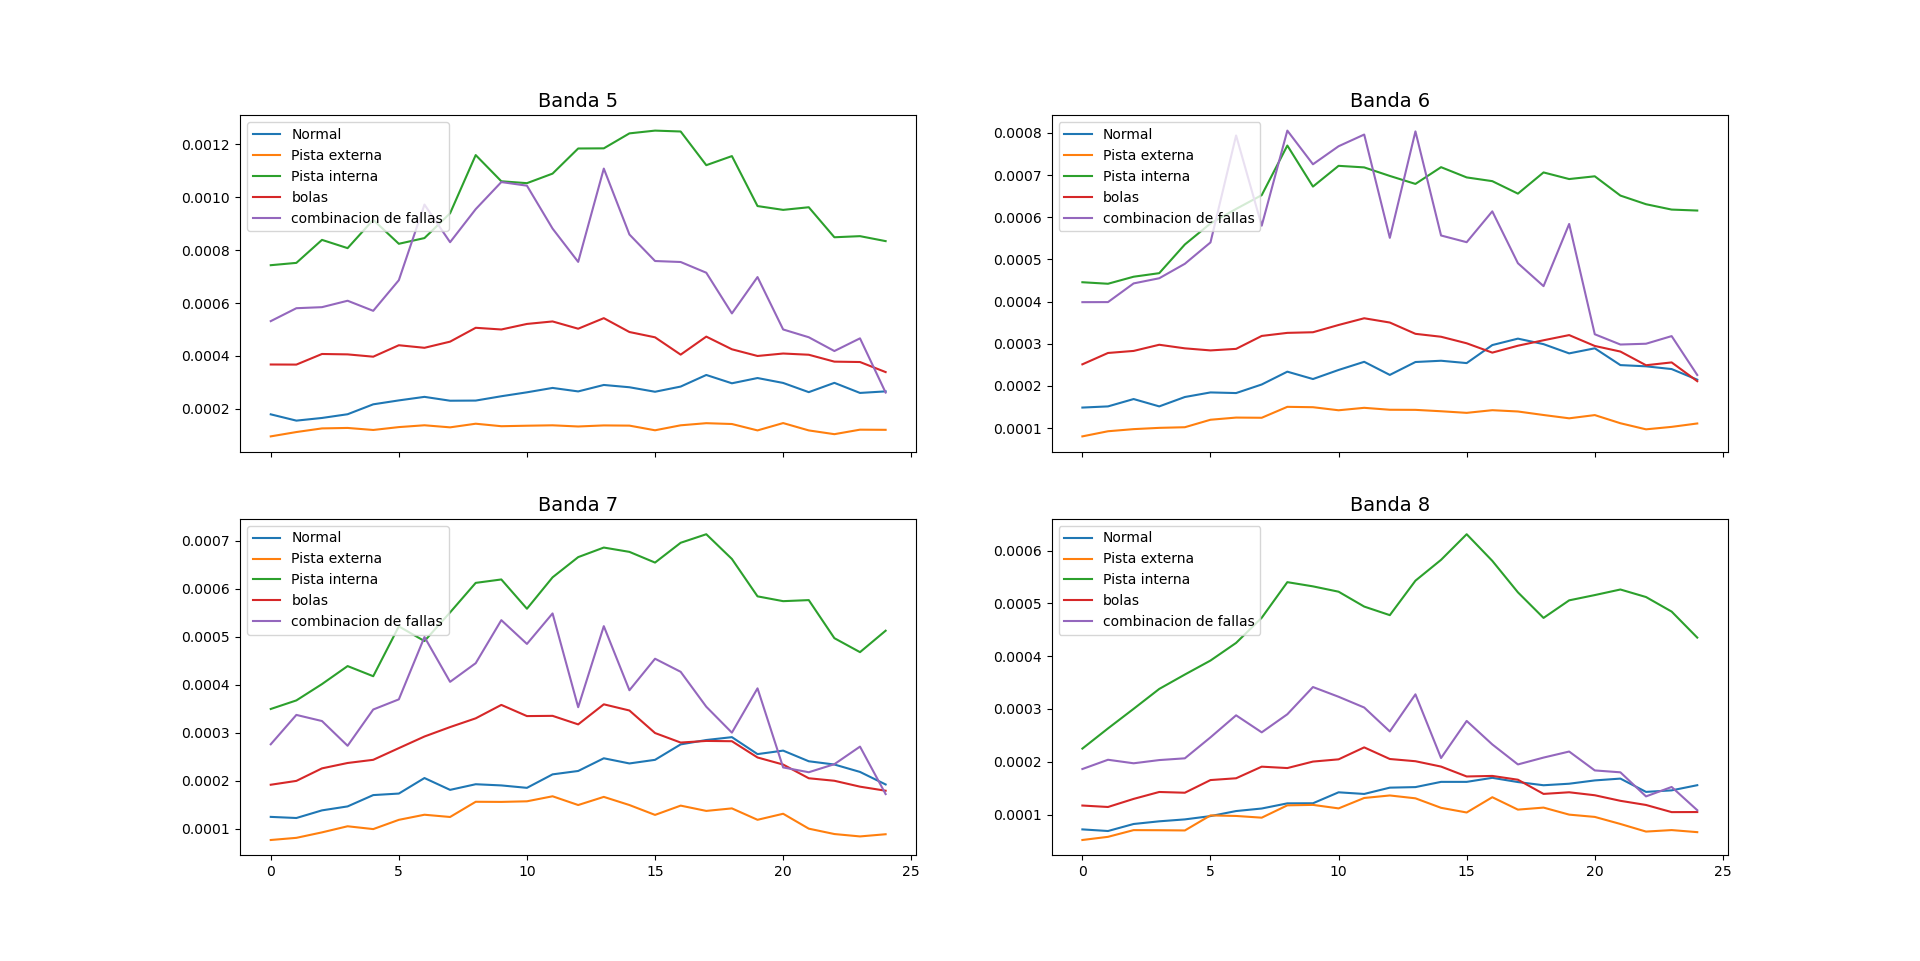 Banda 5
0.0012
0.0010
0.0008
0.0006
0.0004
0.0002
Normal
Pista externa
Pista interna
bolas
combinacion de fallas
Banda 6
0.0008
0.0007
0.0006
0.0005
0.0004
0.0003
0.0002
0.0001
Normal
Pista externa
Pista interna
bolas
combinacion de fallas
Banda 7
0.0007
0.0006
0.0005
0.0004
0.0003
0.0002
0.0001
Normal
Pista externa
Pista interna
bolas
combinacion de fallas
0 5 10 15 20 25
Banda 8
0.0006
0.0005
0.0004
0.0003
0.0002
0.0001
Normal
Pista externa
Pista interna
bolas
combinacion de fallas
0 5 10 15 20 25